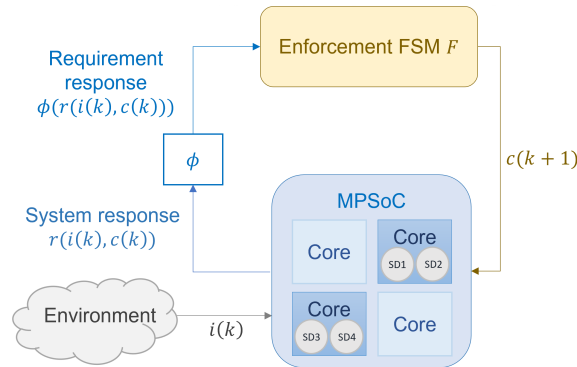 Enforcement FSM F
Requirement
response
ϕ(r(i(k), c(k)))
ϕ
c(k + 1)
System response
r(i(k), c(k))
MPSoC
Core
Core
SD1 SD2
Environment
i(k)
Core
SD3 SD4
Core